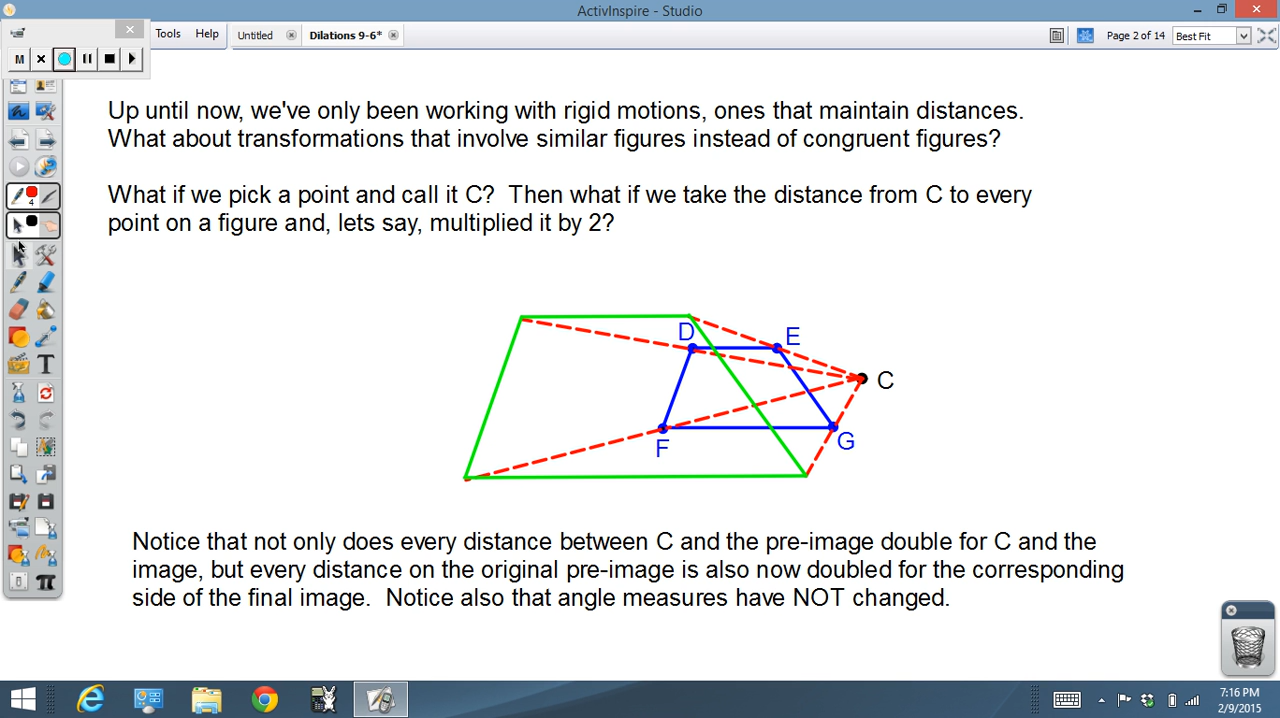 ActivInspire - Studio
Tools Help Untitled Dilations 9-6* Page 2 of 14 Best Fit
M
4
T
Up until now, we've only been working with rigid motions, ones that maintain distances.
What about transformations that involve similar figures instead of congruent figures?
What if we pick a point and call it C? Then what if we take the distance from C to every
point on a figure and, lets say, multiplied it by 2?
D
E
C
F
G
Notice that not only does every distance between C and the pre-image double for C and the
image, but every distance on the original pre-image is also now doubled for the corresponding
side of the final image. Notice also that angle measures have NOT changed.
7:16 PM
2/9/2015